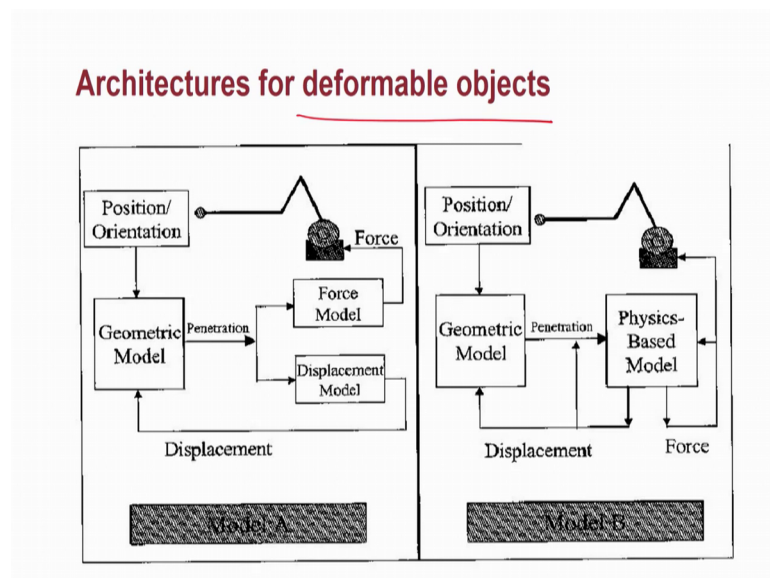 Architectures for deformable objects
Position/
Orientation
Force
Force
Model
Geometric
Model
Penetration
Displacement
Model
Displacement
Model A
Position/
Orientation
Geometric
Model
Penetration
Physics-
Based
Model
Displacement
Force
Model B